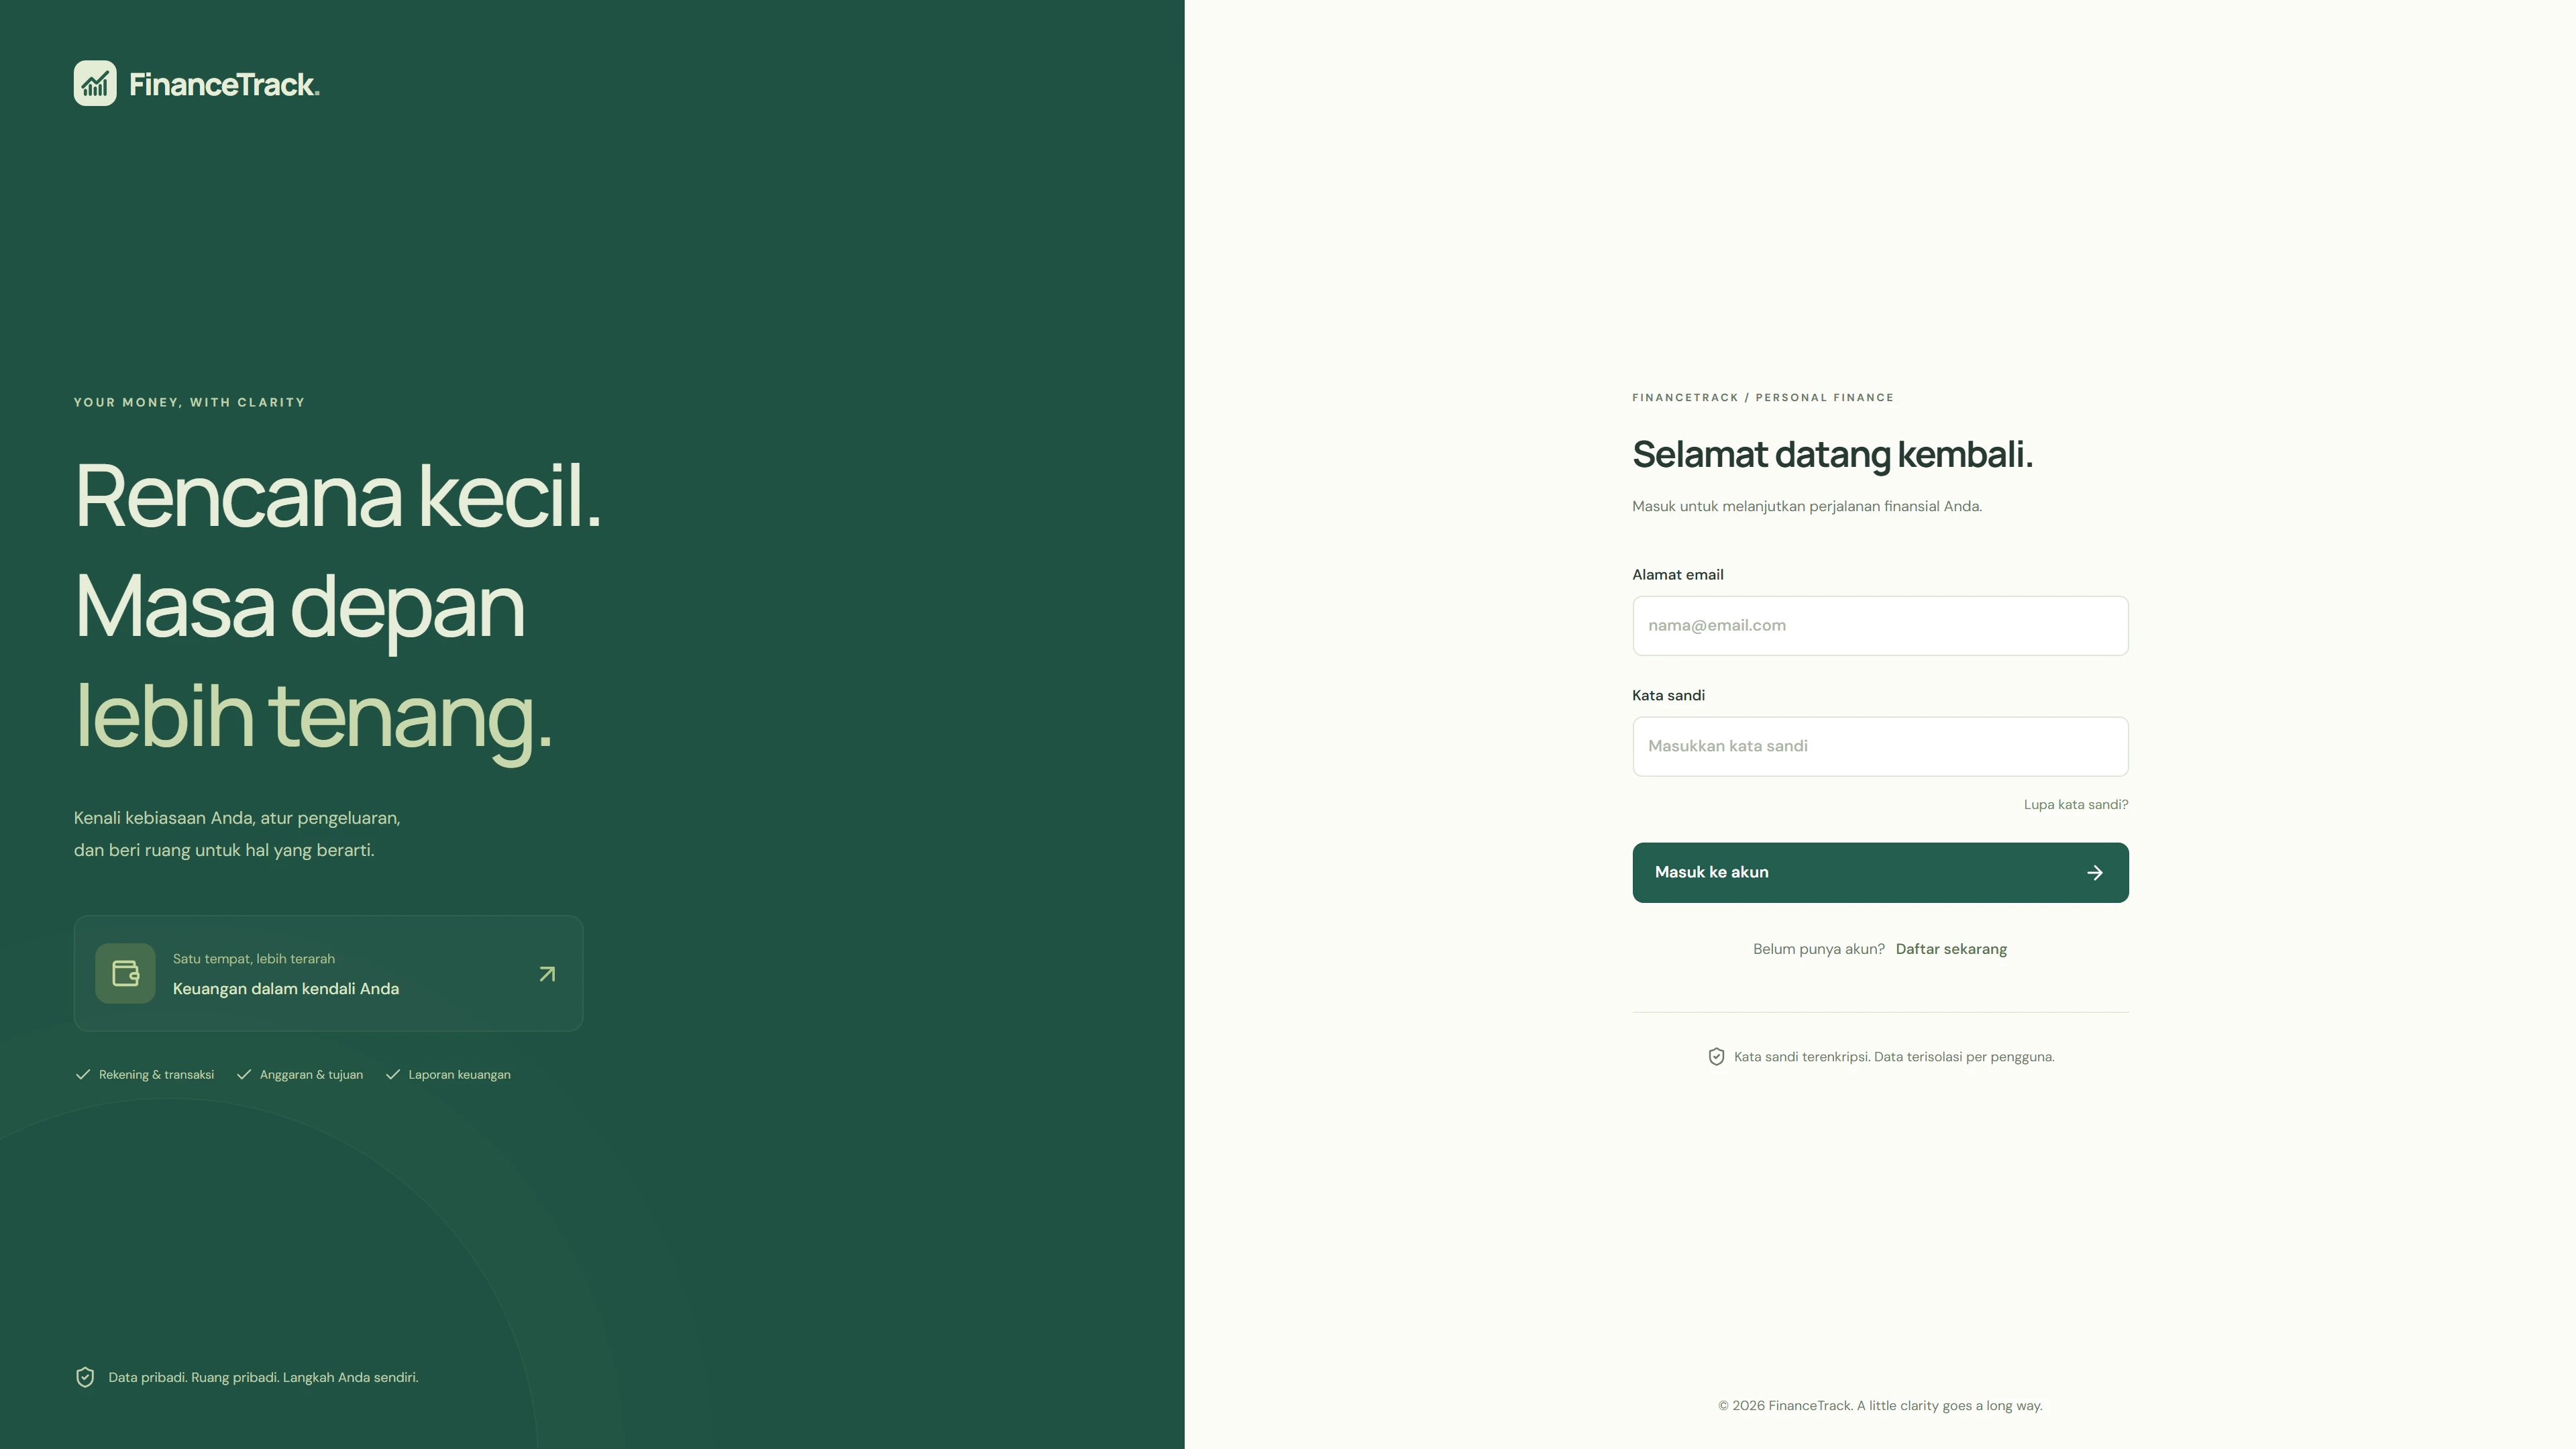 FinanceTrack.
YOUR MONEY, WITH CLARITY
Rencana kecil.
Masa depan
lebih tenang.
Kenali kebiasaan Anda, atur pengeluaran,
dan beri ruang untuk hal yang berarti.
Satu tempat, lebih terarah
Keuangan dalam kendali Anda
Rekening & transaksi
Anggaran & tujuan
Laporan keuangan
Data pribadi. Ruang pribadi. Langkah Anda sendiri.
FINANCETRACK / PERSONAL FINANCE
Selamat datang kembali.
Masuk untuk melanjutkan perjalanan finansial Anda.
Alamat email
nama@email.com
Kata sandi
Masukkan kata sandi
Lupa kata sandi?
Masuk ke akun
Belum punya akun? Daftar sekarang
Kata sandi terenkripsi. Data terisolasi per pengguna.
© 2026 FinanceTrack. A little clarity goes a long way.